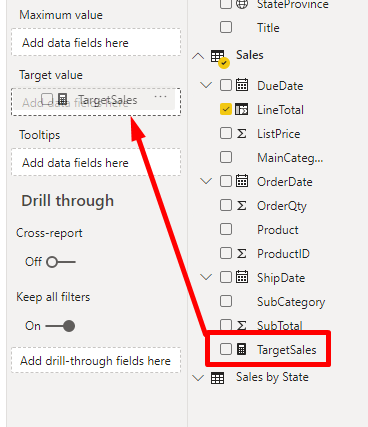 Maximum value
Add data fields here
Target value
Add data fields here
TargetSales ...
Tooltips
Add data fields here
Drill through
Cross-report
Off
Keep all filters
On
Add drill-through fields here
StateProvince
Title
Sales
DueDate
LineTotal
ListPrice
MainCateg...
OrderDate
OrderQty
Product
ProductID
ShipDate
SubCategory
SubTotal
TargetSales
Sales by State